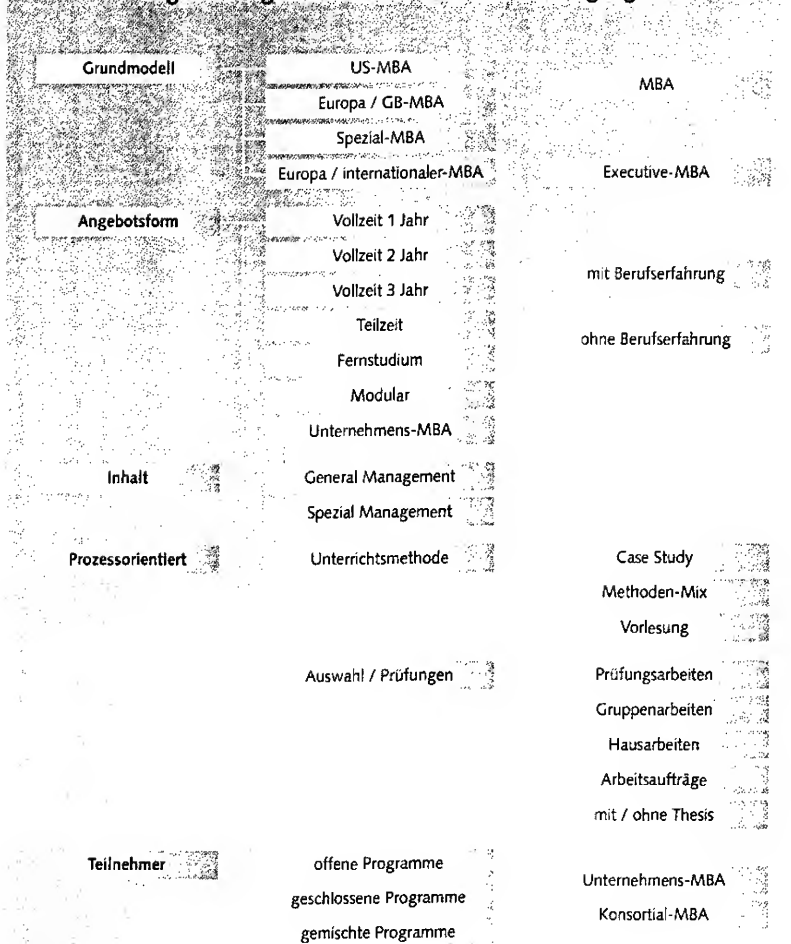 Grundmodell
US-MBA
Europa / GB-MBA
Spezial-MBA
Europa / internationaler-MBA
MBA
Executive-MBA
Angebotsform
Vollzeit 1 Jahr
Vollzeit 2 Jahr
Vollzeit 3 Jahr
Teilzeit
Fernstudium
Modular
Unternehmens-MBA
mit Berufserfahrung
ohne Berufserfahrung
Inhalt
General Management
Spezial Management
Prozessorientiert
Unterrichtsmethode
Case Study
Methoden-Mix
Vorlesung
Auswahl / Prüfungen
Prüfungsarbeiten
Gruppenarbeiten
Hausarbeiten
Arbeitsaufträge
mit / ohne Thesis
Teilnehmer
offene Programme
geschlossene Programme
gemischte Programme
Unternehmens-MBA
Konsortial-MBA